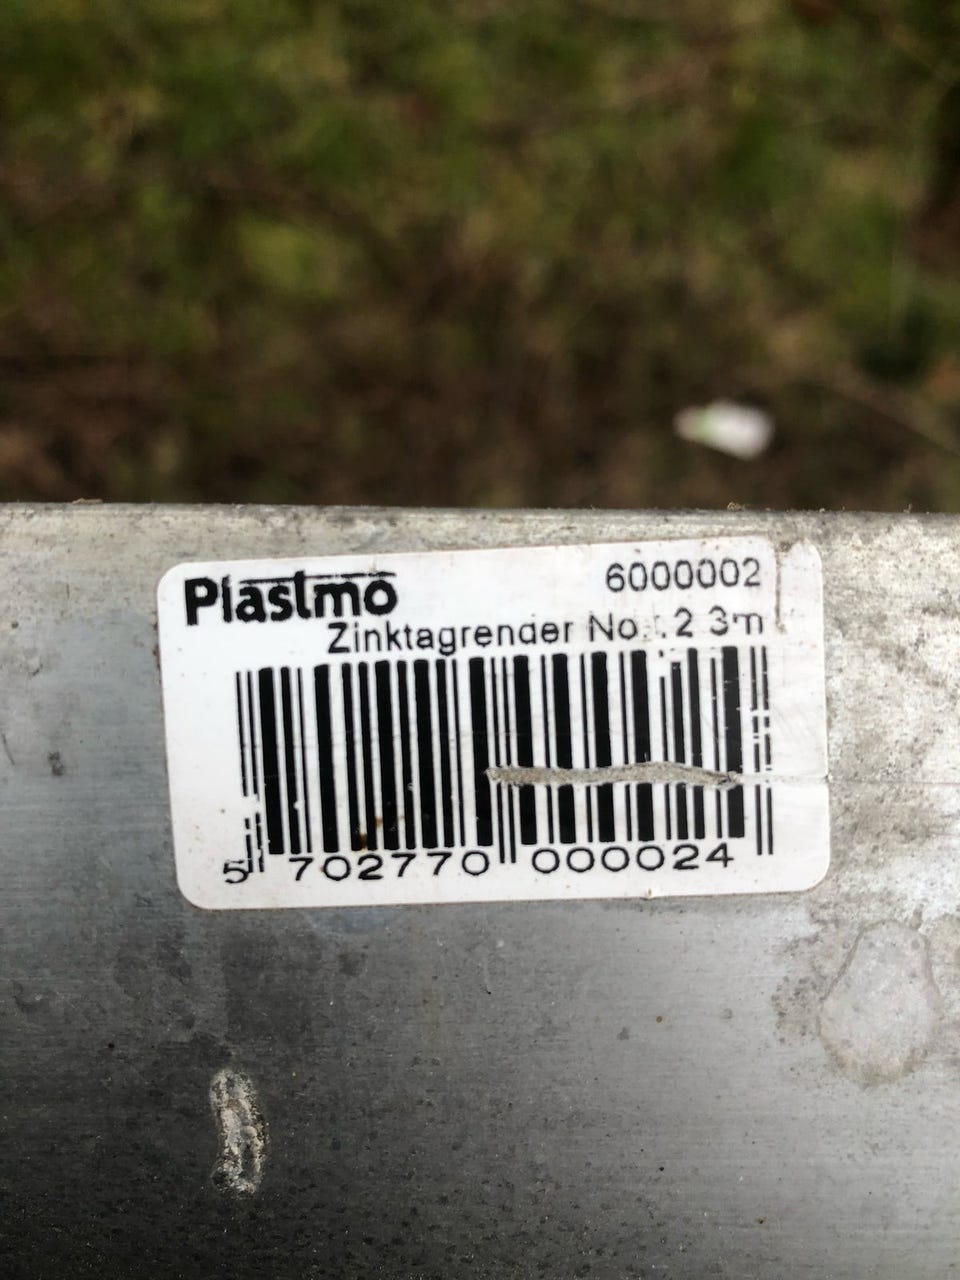 Plastmo
6000002
Zinktagrender No. 2 3m
5 702770 000024